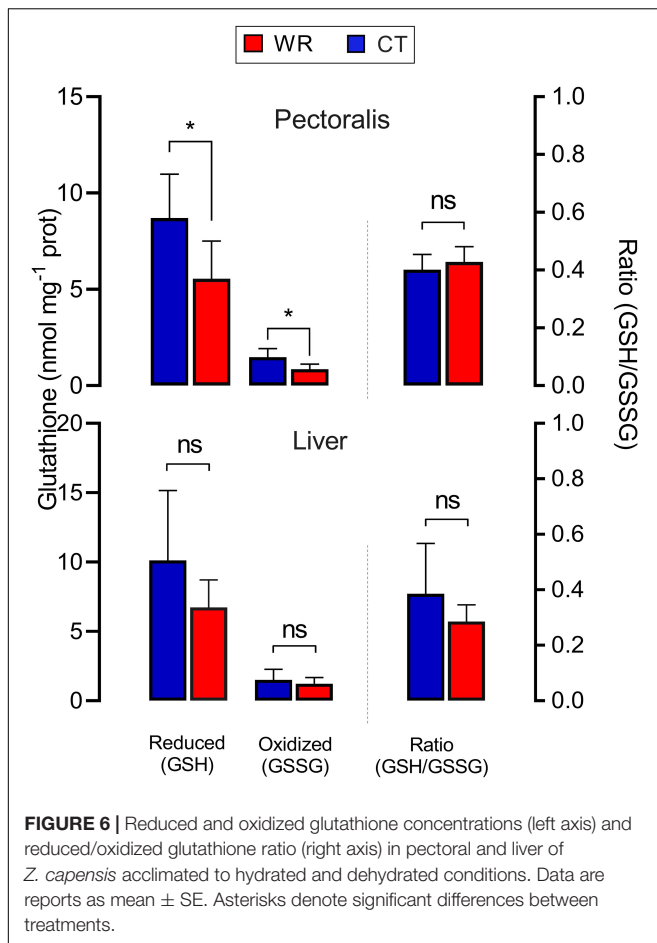 WR CT
Pectoralis
15
10
5
0
Glutathione (nmol mg⁻¹ prot)
*
*
ns
1.0
0.8
0.6
0.4
0.2
0.0
Ratio (GSH/GSSG)
Liver
20
15
10
5
0
ns
ns
ns
1.0
0.8
0.6
0.4
0.2
0.0
Reduced
(GSH)
Oxidized
(GSSG)
Ratio
(GSH/GSSG)
FIGURE 6 | Reduced and oxidized glutathione concentrations (left axis) and
reduced/oxidized glutathione ratio (right axis) in pectoral and liver of
Z. capensis acclimated to hydrated and dehydrated conditions. Data are
reports as mean ± SE. Asterisks denote significant differences between
treatments.